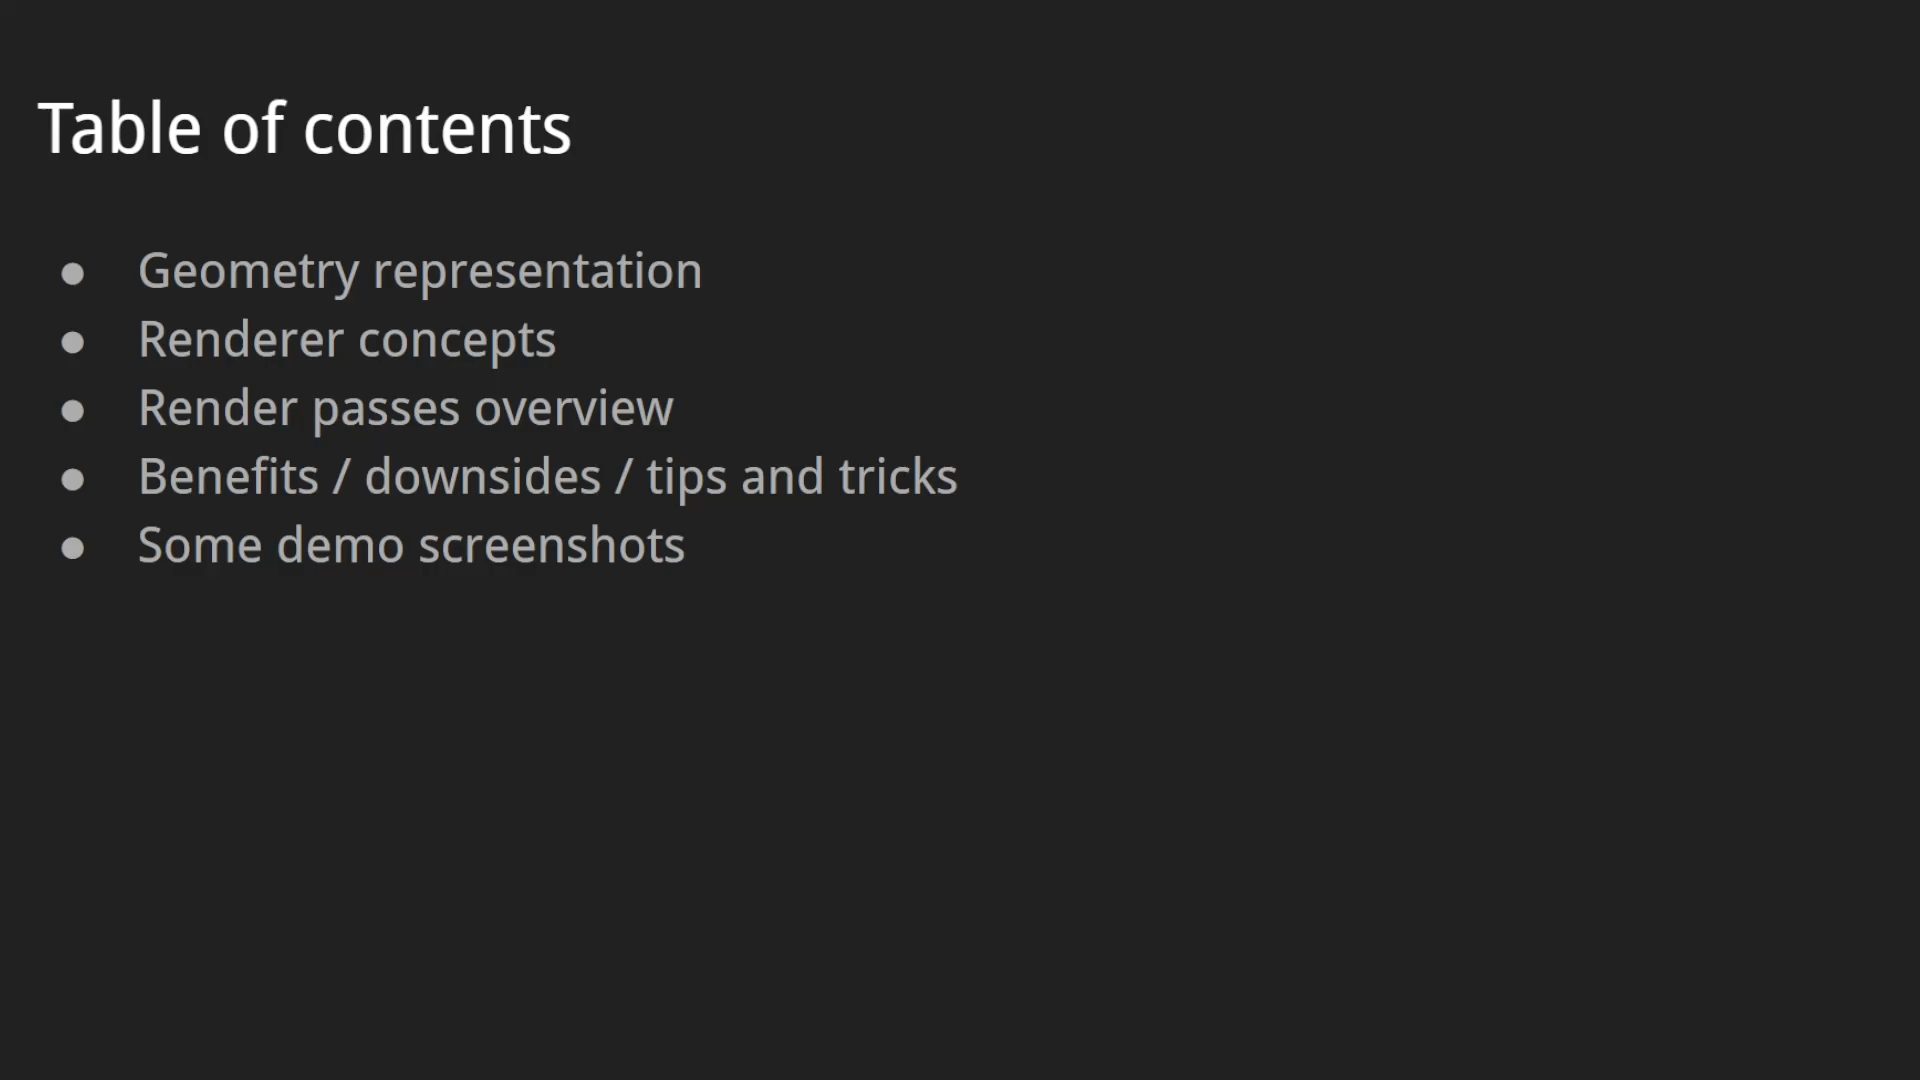 Table of contents
● Geometry representation
● Renderer concepts
● Render passes overview
● Benefits / downsides / tips and tricks
● Some demo screenshots